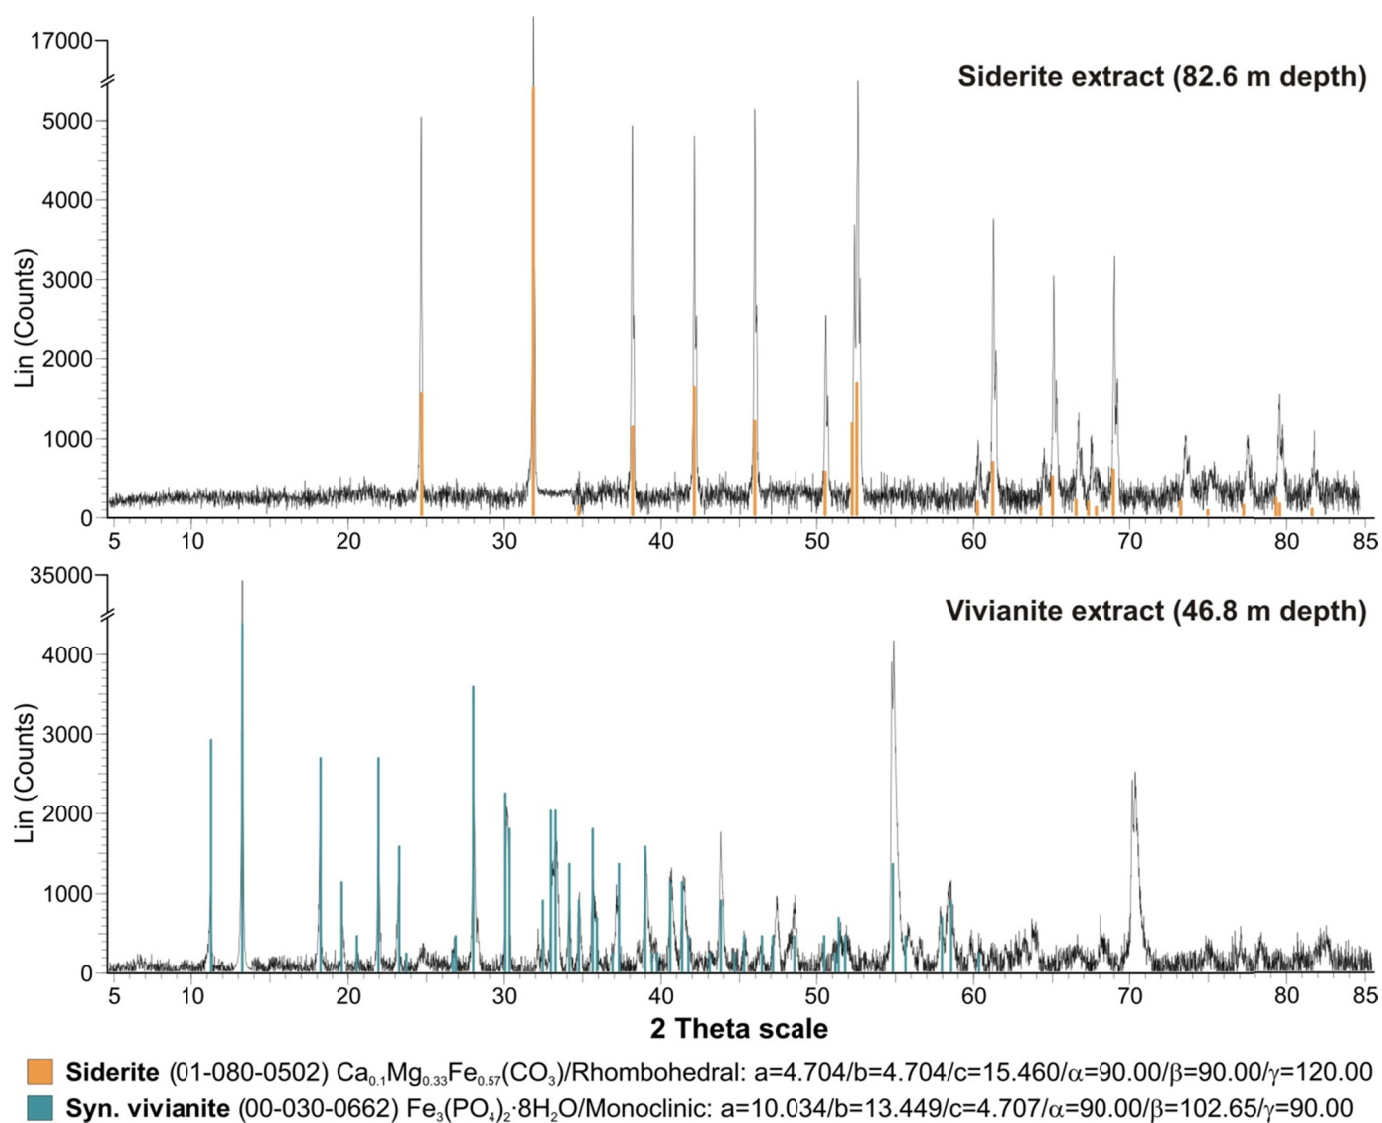 17000
Siderite extract (82.6 m depth)
5000
4000
3000
2000
1000
0
Lin (Counts)
5 10 20 30 40 50 60 70 80 85
35000
Vivianite extract (46.8 m depth)
4000
3000
2000
1000
0
Lin (Counts)
5 10 20 30 40 50 60 70 80 85
2 Theta scale
Siderite (01-080-0502) Ca0.1Mg0.33Fe0.57(CO3)/Rhombohedral: a=4.704/b=4.704/c=15.460/α=90.00/β=90.00/γ=120.00
Syn. vivianite (00-030-0662) Fe3(PO4)2·8H2O/Monoclinic: a=10.034/b=13.449/c=4.707/α=90.00/β=102.65/γ=90.00